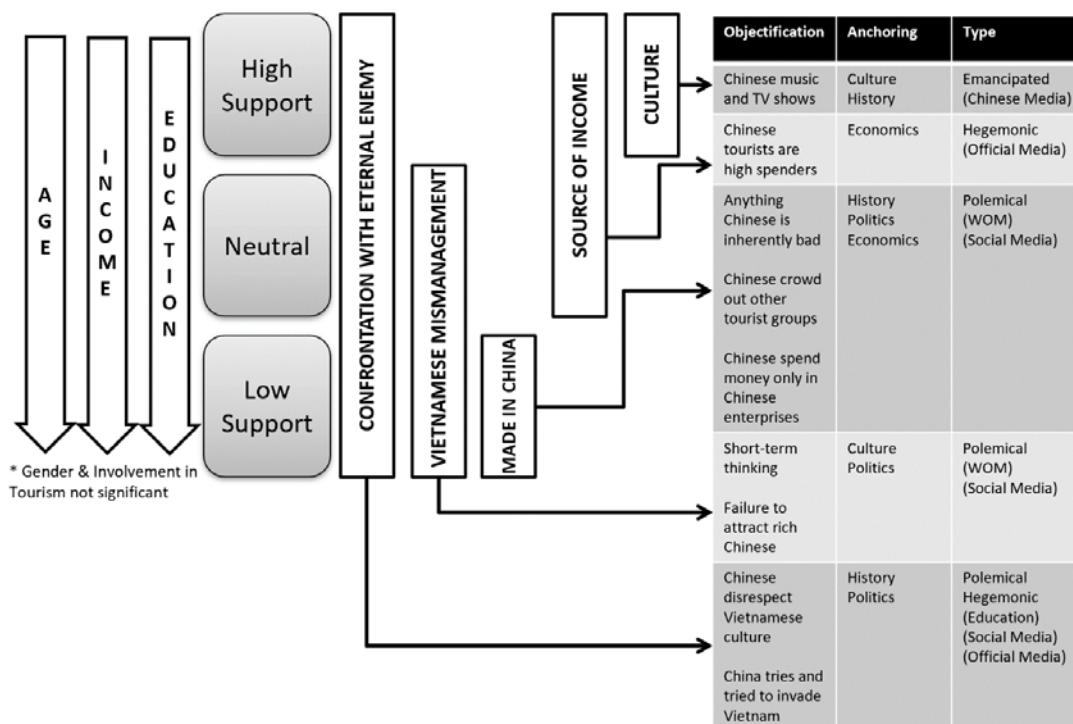 AGE
INCOME
EDUCATION
* Gender & Involvement in
Tourism not significant
High
Support
Neutral
Low
Support
CONFRONTATION WITH ETERNAL ENEMY
VIETNAMESE MISMANAGEMENT
MADE IN CHINA
SOURCE OF INCOME
CULTURE
Objectification Anchoring Type
Chinese music Culture Emancipated
and TV shows History (Chinese Media)
Chinese Economics Hegemonic
tourists are (Official Media)
high spenders
Anything History Polemical
Chinese is Politics (WOM)
inherently bad Economics (Social Media)
Chinese crowd
out other
tourist groups
Chinese spend
money only in
Chinese
enterprises
Short-term Culture Polemical
thinking Politics (WOM)
(Social Media)
Failure to
attract rich
Chinese
Chinese History Polemical
disrespect Politics Hegemonic
Vietnamese (Education)
culture (Social Media)
(Official Media)
China tries and
tried to invade
Vietnam